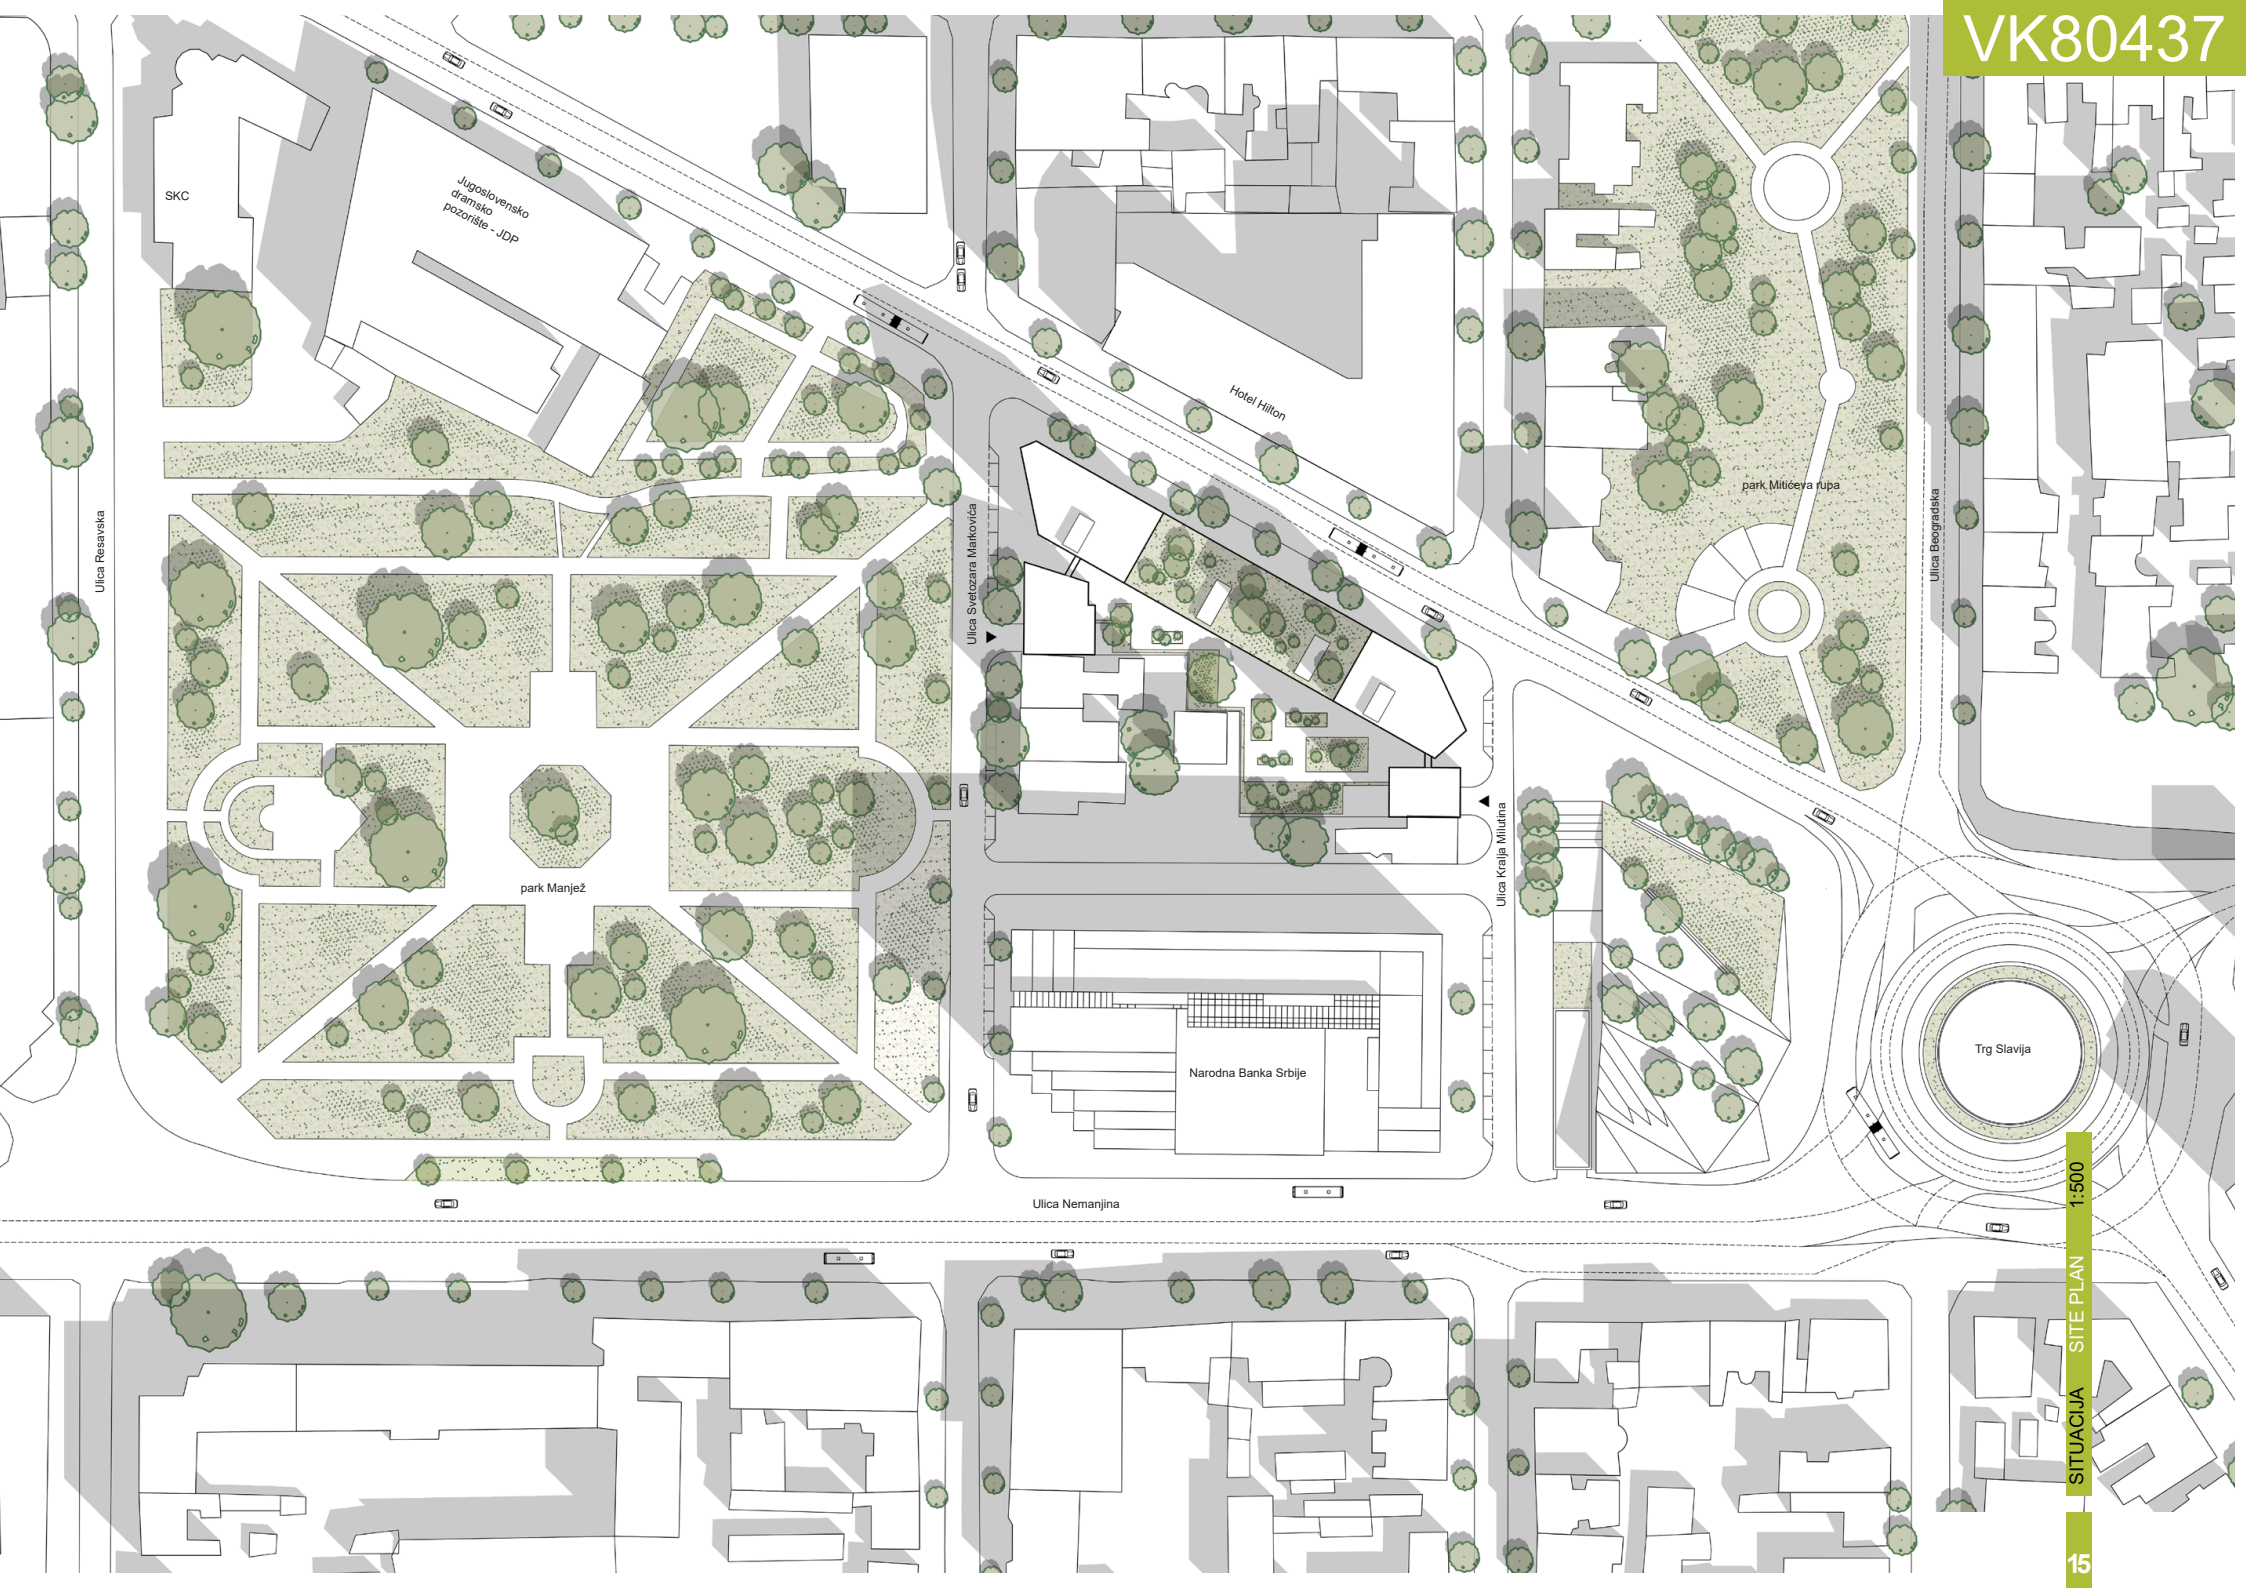 VK80437
SKC
Jugoslovensko
dramsko
pozorište - JDP
Hotel Hilton
park Mitićeva rupa
Ulica Resavska
Ulica Svetozara Markovića
Ulica Beogradska
Ulica Kralja Milutina
park Manjež
Narodna Banka Srbije
Trg Slavija
Ulica Nemanjina
SITUACIJA SITE PLAN 1:500
15